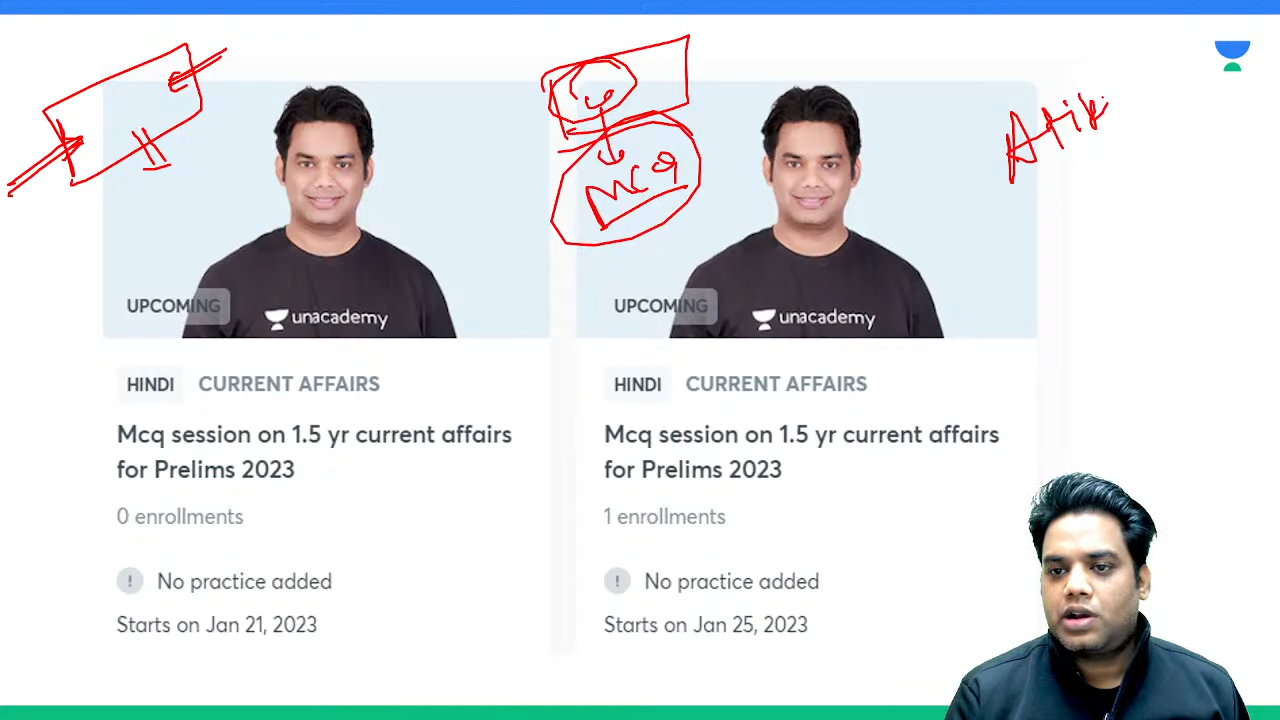 MCQ
Atik
UPCOMING
unacademy
HINDI CURRENT AFFAIRS
Mcq session on 1.5 yr current affairs
for Prelims 2023
0 enrollments
! No practice added
Starts on Jan 21, 2023
UPCOMING
unacademy
HINDI CURRENT AFFAIRS
Mcq session on 1.5 yr current affairs
for Prelims 2023
1 enrollments
! No practice added
Starts on Jan 25, 2023